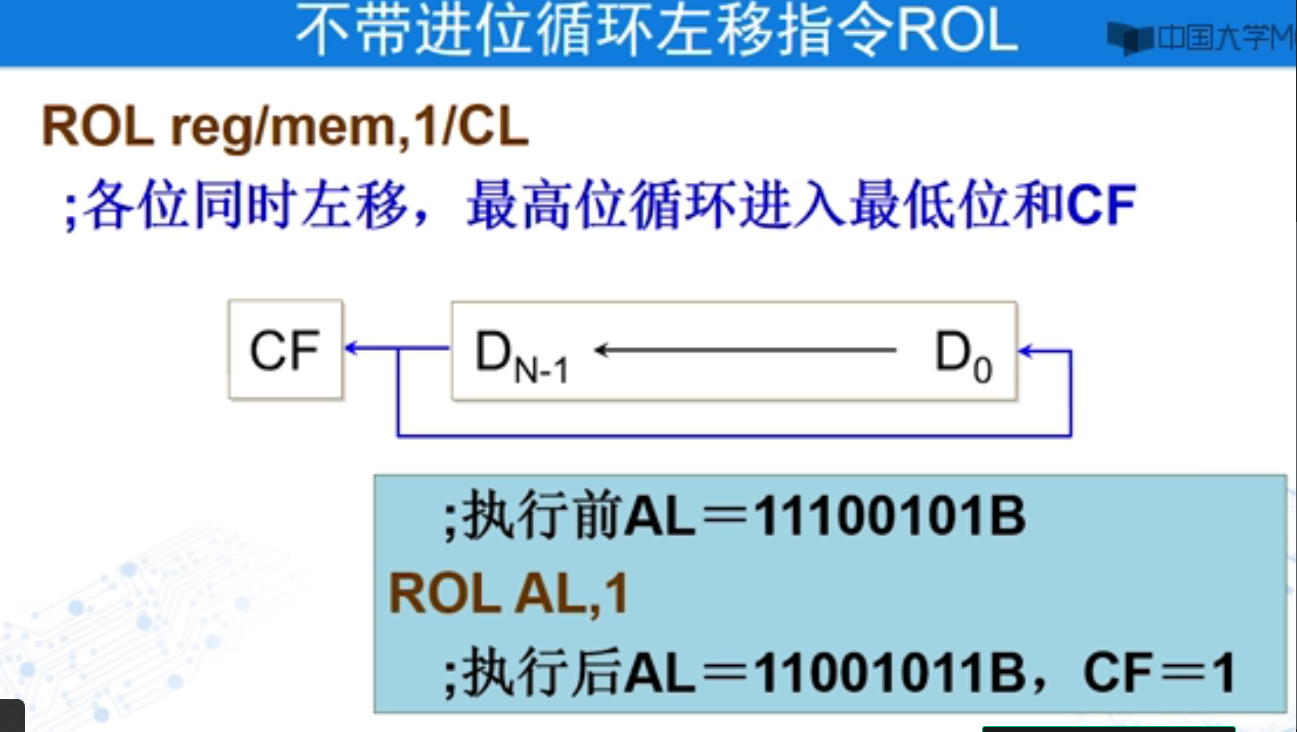 不带进位循环左移指令ROL
中国大学M
ROL reg/mem,1/CL
;各位同时左移，最高位循环进入最低位和CF
CF
D_N-1
D_0
;执行前AL＝11100101B
ROL AL,1
;执行后AL＝11001011B，CF＝1